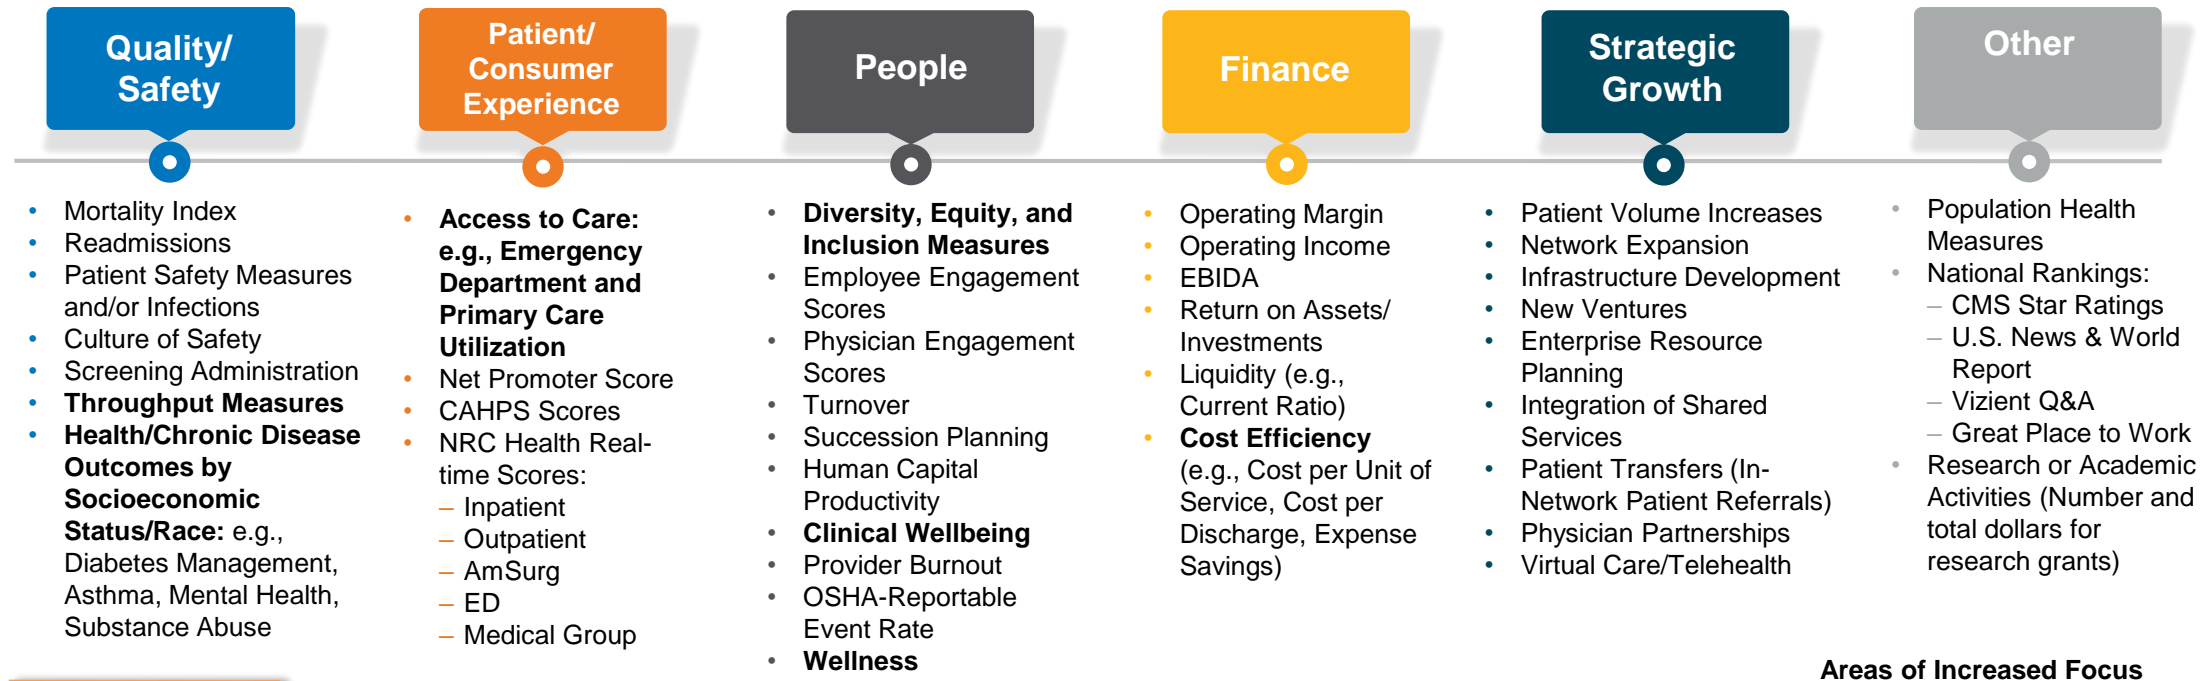 Quality/
Safety
• Mortality Index
• Readmissions
• Patient Safety Measures
and/or Infections
• Culture of Safety
• Screening Administration
• Throughput Measures
• Health/Chronic Disease
Outcomes by
Socioeconomic
Status/Race: e.g.,
Diabetes Management,
Asthma, Mental Health,
Substance Abuse
Patient/
Consumer
Experience
• Access to Care:
e.g., Emergency
Department and
Primary Care
Utilization
• Net Promoter Score
• CAHPS Scores
• NRC Health Real-
time Scores:
– Inpatient
– Outpatient
– AmSurg
– ED
– Medical Group
People
• Diversity, Equity, and
Inclusion Measures
• Employee Engagement
Scores
• Physician Engagement
Scores
• Turnover
• Succession Planning
• Human Capital
Productivity
• Clinical Wellbeing
• Provider Burnout
• OSHA-Reportable
Event Rate
• Wellness
Finance
• Operating Margin
• Operating Income
• EBIDA
• Return on Assets/
Investments
• Liquidity (e.g.,
Current Ratio)
• Cost Efficiency
(e.g., Cost per Unit of
Service, Cost per
Discharge, Expense
Savings)
Strategic
Growth
• Patient Volume Increases
• Network Expansion
• Infrastructure Development
• New Ventures
• Enterprise Resource
Planning
• Integration of Shared
Services
• Patient Transfers (In-
Network Patient Referrals)
• Physician Partnerships
• Virtual Care/Telehealth
Other
• Population Health
Measures
• National Rankings:
– CMS Star Ratings
– U.S. News & World
Report
– Vizient Q&A
– Great Place to Work
• Research or Academic
Activities (Number and
total dollars for
research grants)
Areas of Increased Focus